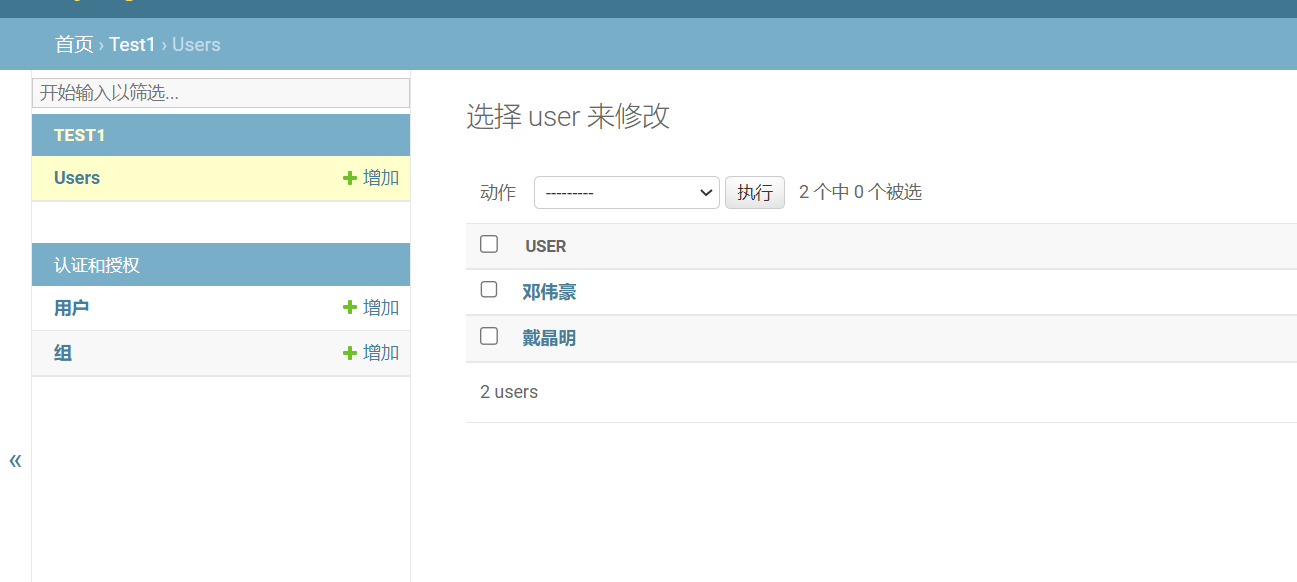 首页 › Test1 › Users
开始输入以筛选...
TEST1
Users 增加
认证和授权
用户 增加
组 增加
«
选择 user 来修改
动作 --------- 执行 2 个中 0 个被选
USER
邓伟豪
戴晶明
2 users